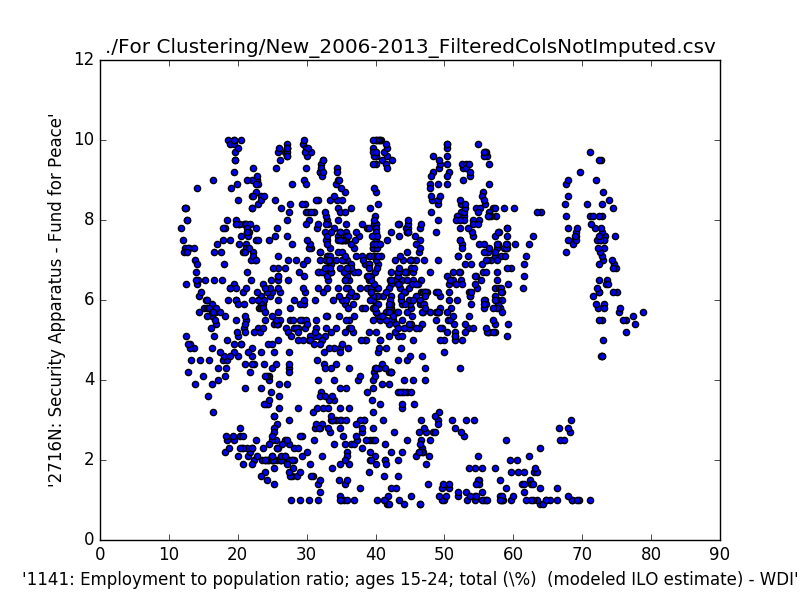 ./For Clustering/New_2006-2013_FilteredColsNotImputed.csv
12
10
8
6
4
2
0
'2716N: Security Apparatus - Fund for Peace'
0 10 20 30 40 50 60 70 80 90
'1141: Employment to population ratio; ages 15-24; total (\%) (modeled ILO estimate) - WDI'